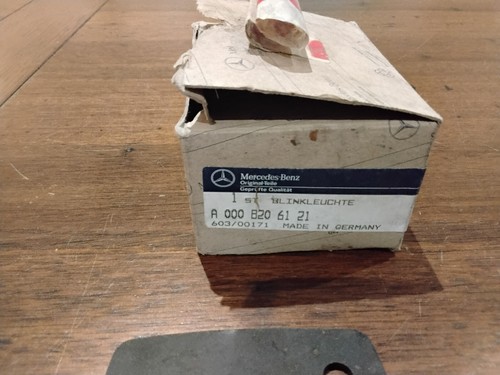 Mercedes-Benz
Original-Teile
Geprüfte Qualität
1 ST BLINKLEUCHTE
A 000 820 61 21
603/00171 MADE IN GERMANY